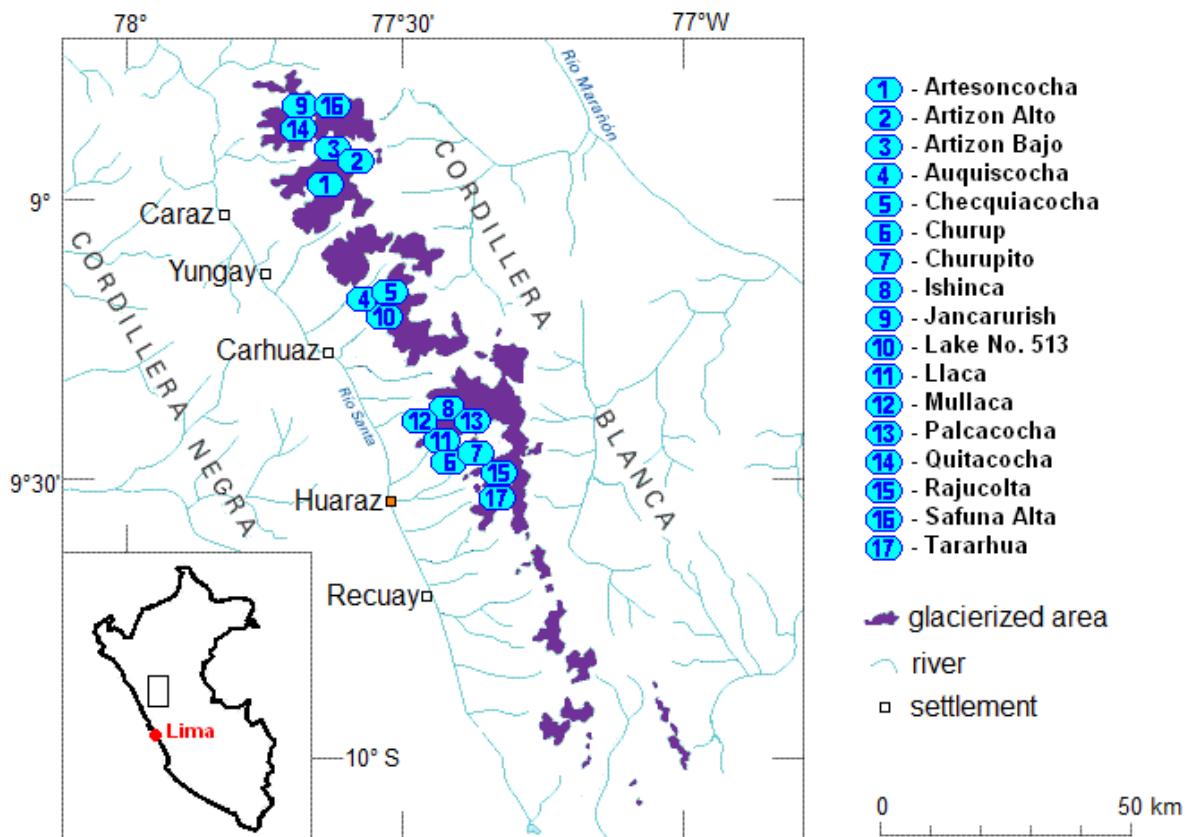 78°
77°30'
77°W
Río Marañón
9
16
14
3
2
1
9°
Caraz
CORDILLERA
BLANCA
Yungay
CORDILLERA
NEGRA
5
4
10
Carhuaz
Río Santa
8
12
13
11
7
6
15
17
9°30'
Huaraz
Recuay
10° S
Lima
1 - Artesoncocha
2 - Artizon Alto
3 - Artizon Bajo
4 - Auquiscocha
5 - Checquiacocha
6 - Churup
7 - Churupito
8 - Ishinca
9 - Jancarurish
10 - Lake No. 513
11 - Llaca
12 - Mullaca
13 - Palcacocha
14 - Quitacocha
15 - Rajucolta
16 - Safuna Alta
17 - Tararhua
glacierized area
river
settlement
0 50 km